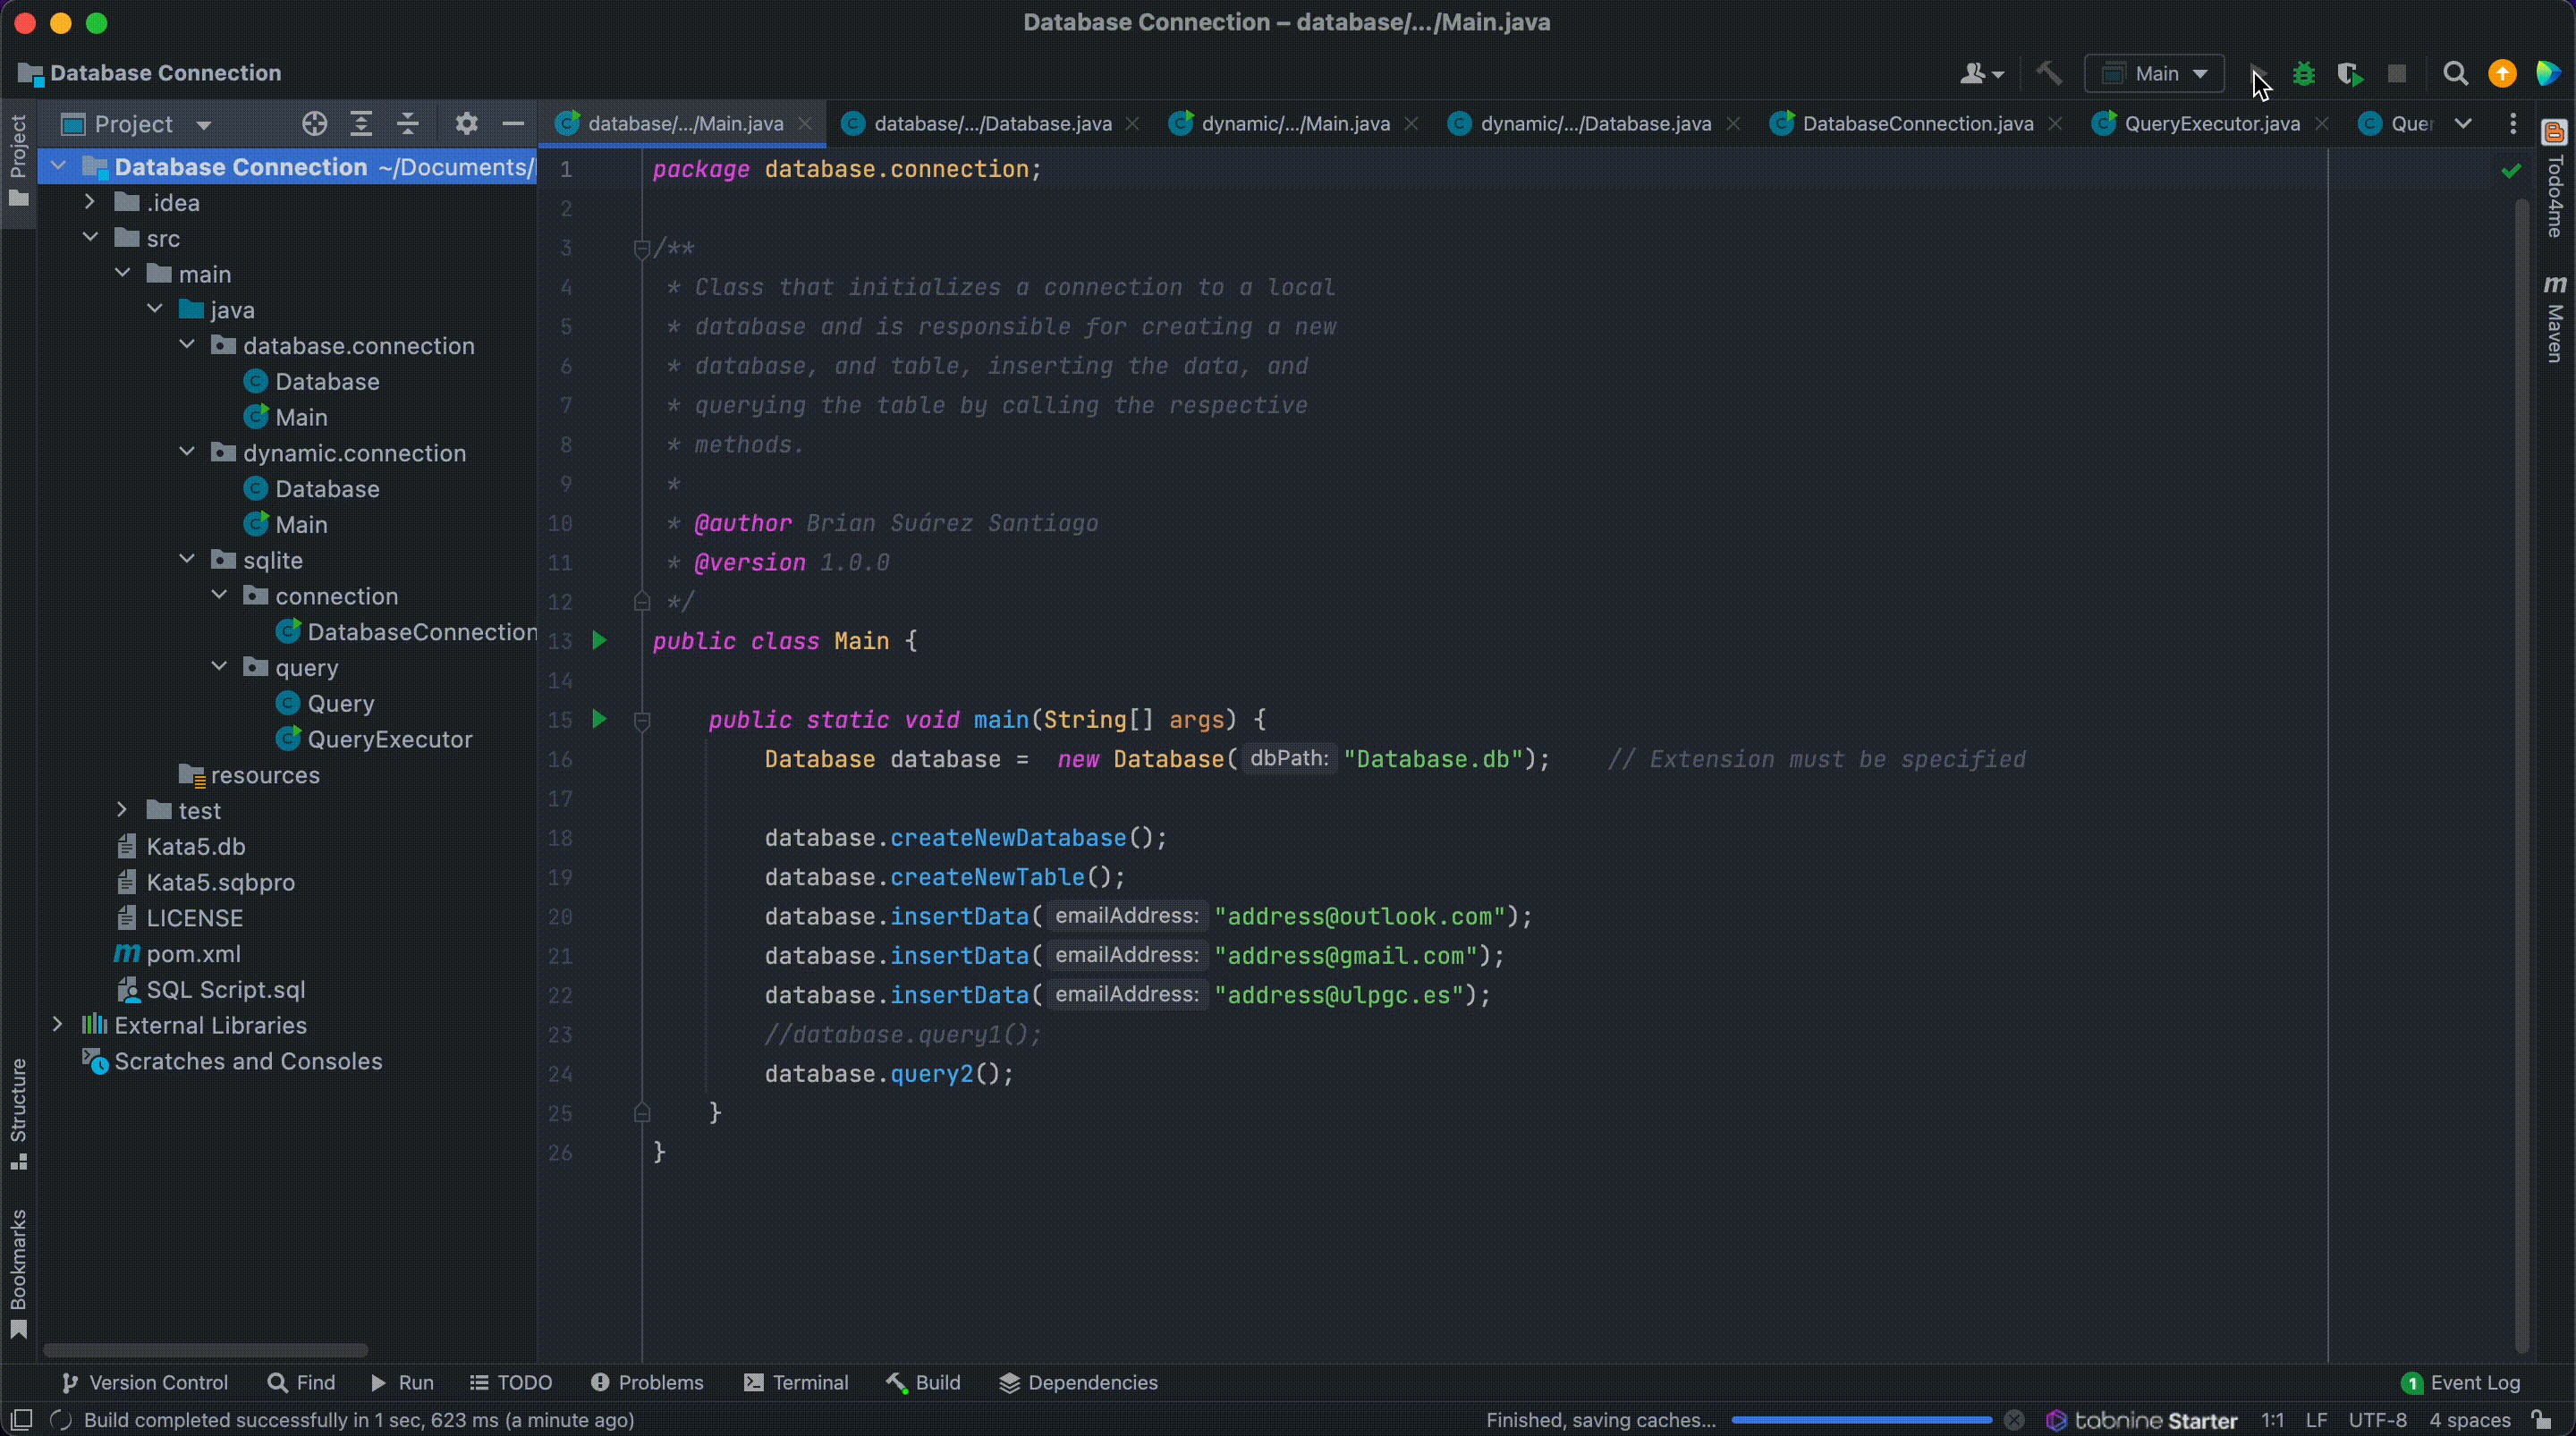 Database Connection – database/.../Main.java
Database Connection
Main
Project
database/.../Main.java
database/.../Database.java
dynamic/.../Main.java
dynamic/.../Database.java
DatabaseConnection.java
QueryExecutor.java
Quer
Project
Structure
Bookmarks
Database Connection ~/Documents/
.idea
src
main
java
database.connection
Database
Main
dynamic.connection
Database
Main
sqlite
connection
DatabaseConnection
query
Query
QueryExecutor
resources
test
Kata5.db
Kata5.sqbpro
LICENSE
pom.xml
SQL Script.sql
External Libraries
Scratches and Consoles
1 package database.connection;
2
3 /**
4 * Class that initializes a connection to a local
5 * database and is responsible for creating a new
6 * database, and table, inserting the data, and
7 * querying the table by calling the respective
8 * methods.
9 *
10 * @author Brian Suárez Santiago
11 * @version 1.0.0
12 */
13 public class Main {
14
15 public static void main(String[] args) {
16 Database database =  new Database( dbPath: "Database.db");    // Extension must be specified
17
18 database.createNewDatabase();
19 database.createNewTable();
20 database.insertData( emailAddress: "address@outlook.com");
21 database.insertData( emailAddress: "address@gmail.com");
22 database.insertData( emailAddress: "address@ulpgc.es");
23 //database.query1();
24 database.query2();
25 }
26 }
Todo4me
m Maven
Version Control
Find
Run
TODO
Problems
Terminal
Build
Dependencies
1 Event Log
Build completed successfully in 1 sec, 623 ms (a minute ago)
Finished, saving caches...
tabnine Starter
1:1
LF
UTF-8
4 spaces